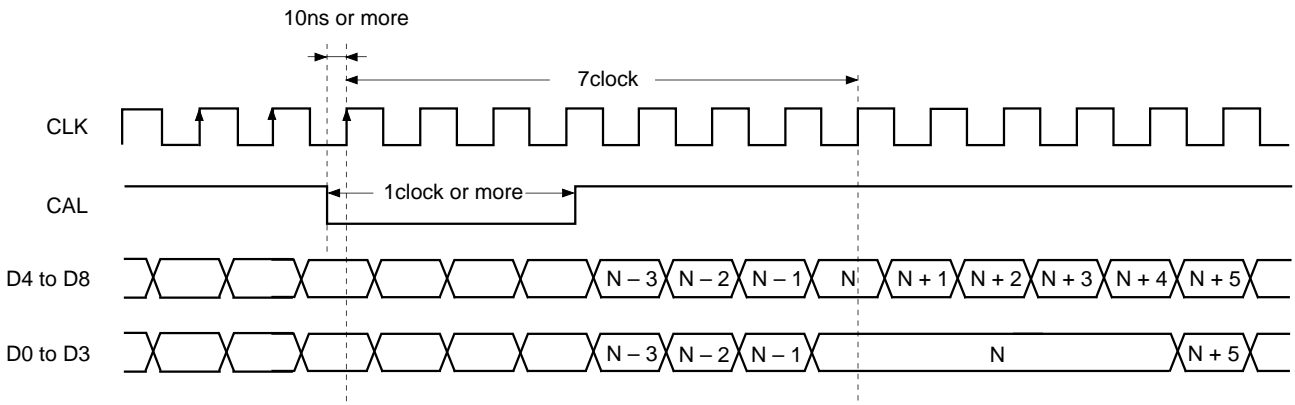 10ns or more
7clock
CLK
CAL
1clock or more
D4 to D8
N – 3 N – 2 N – 1 N N + 1 N + 2 N + 3 N + 4 N + 5
D0 to D3
N – 3 N – 2 N – 1 N N + 5